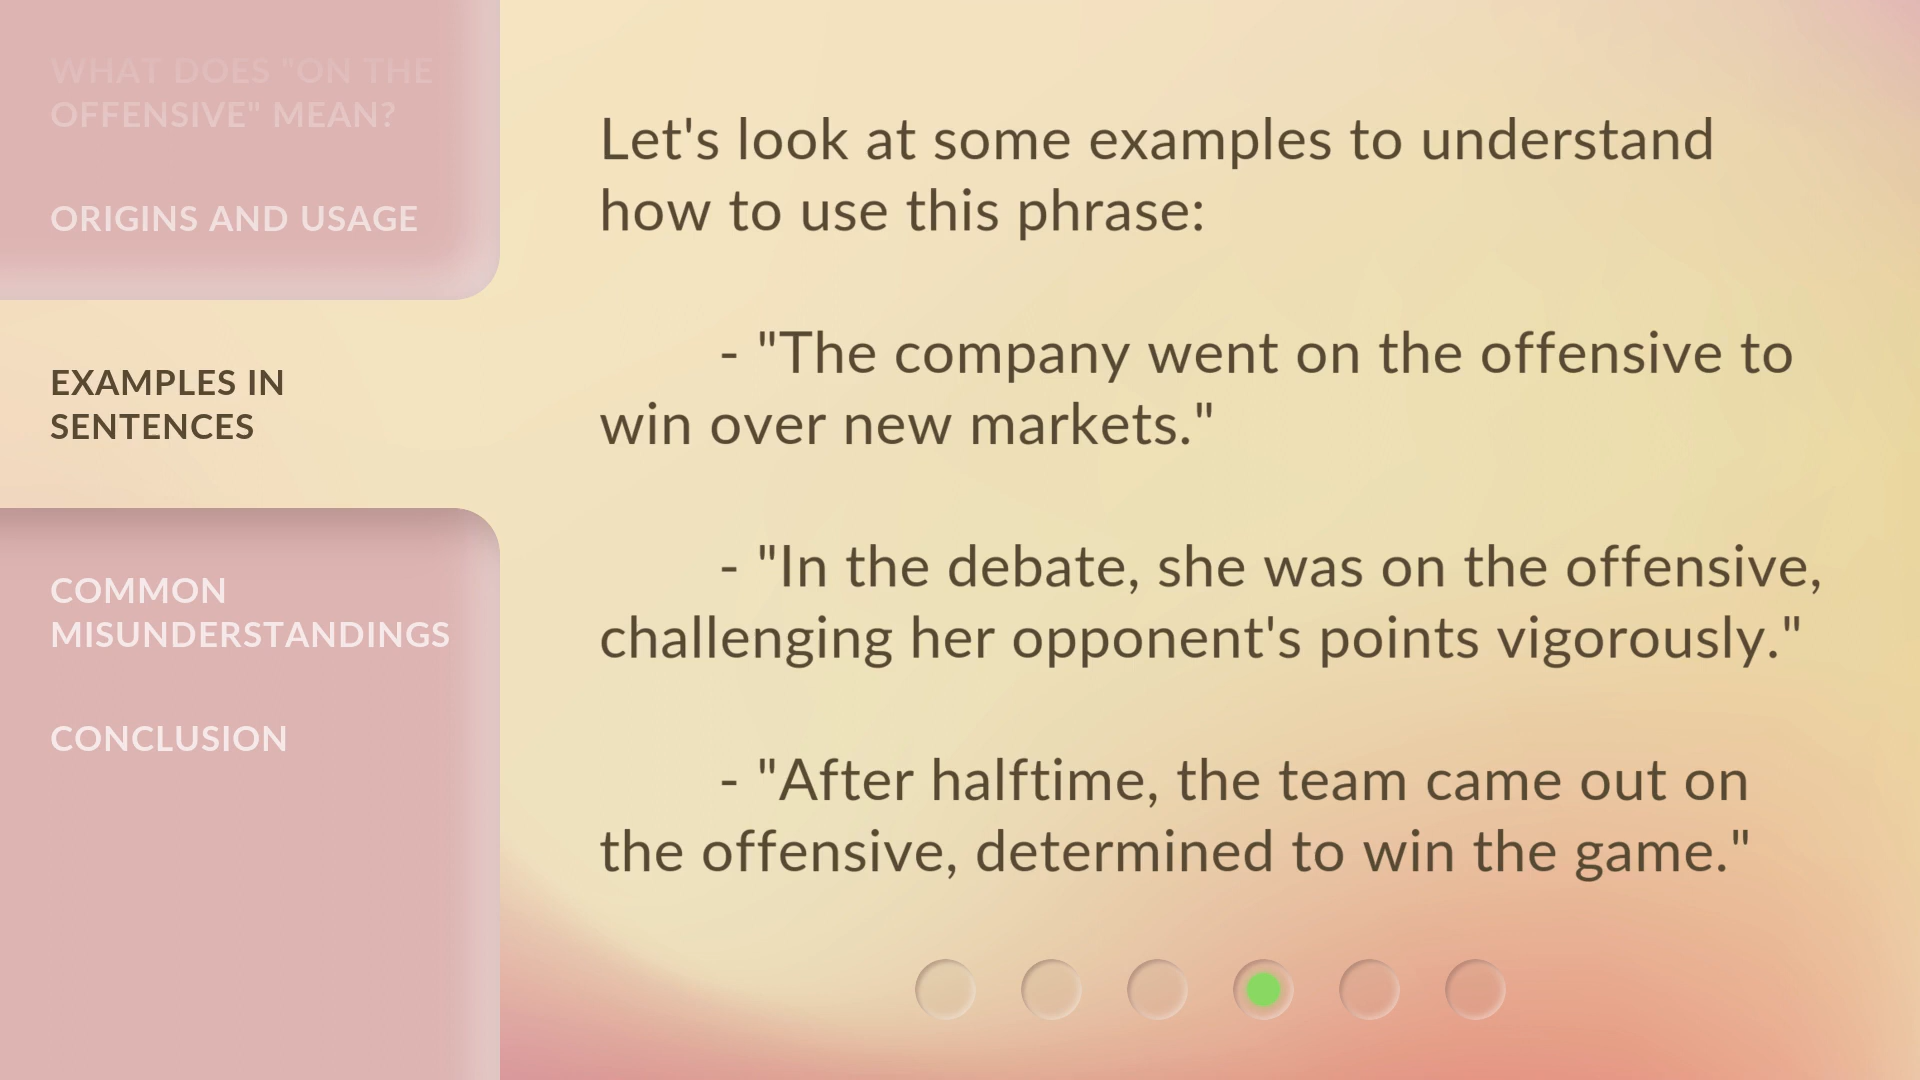 WHAT DOES "ON THE
OFFENSIVE" MEAN?
ORIGINS AND USAGE
EXAMPLES IN
SENTENCES
COMMON
MISUNDERSTANDINGS
CONCLUSION
Let's look at some examples to understand
how to use this phrase:
- "The company went on the offensive to
win over new markets."
- "In the debate, she was on the offensive,
challenging her opponent's points vigorously."
- "After halftime, the team came out on
the offensive, determined to win the game."